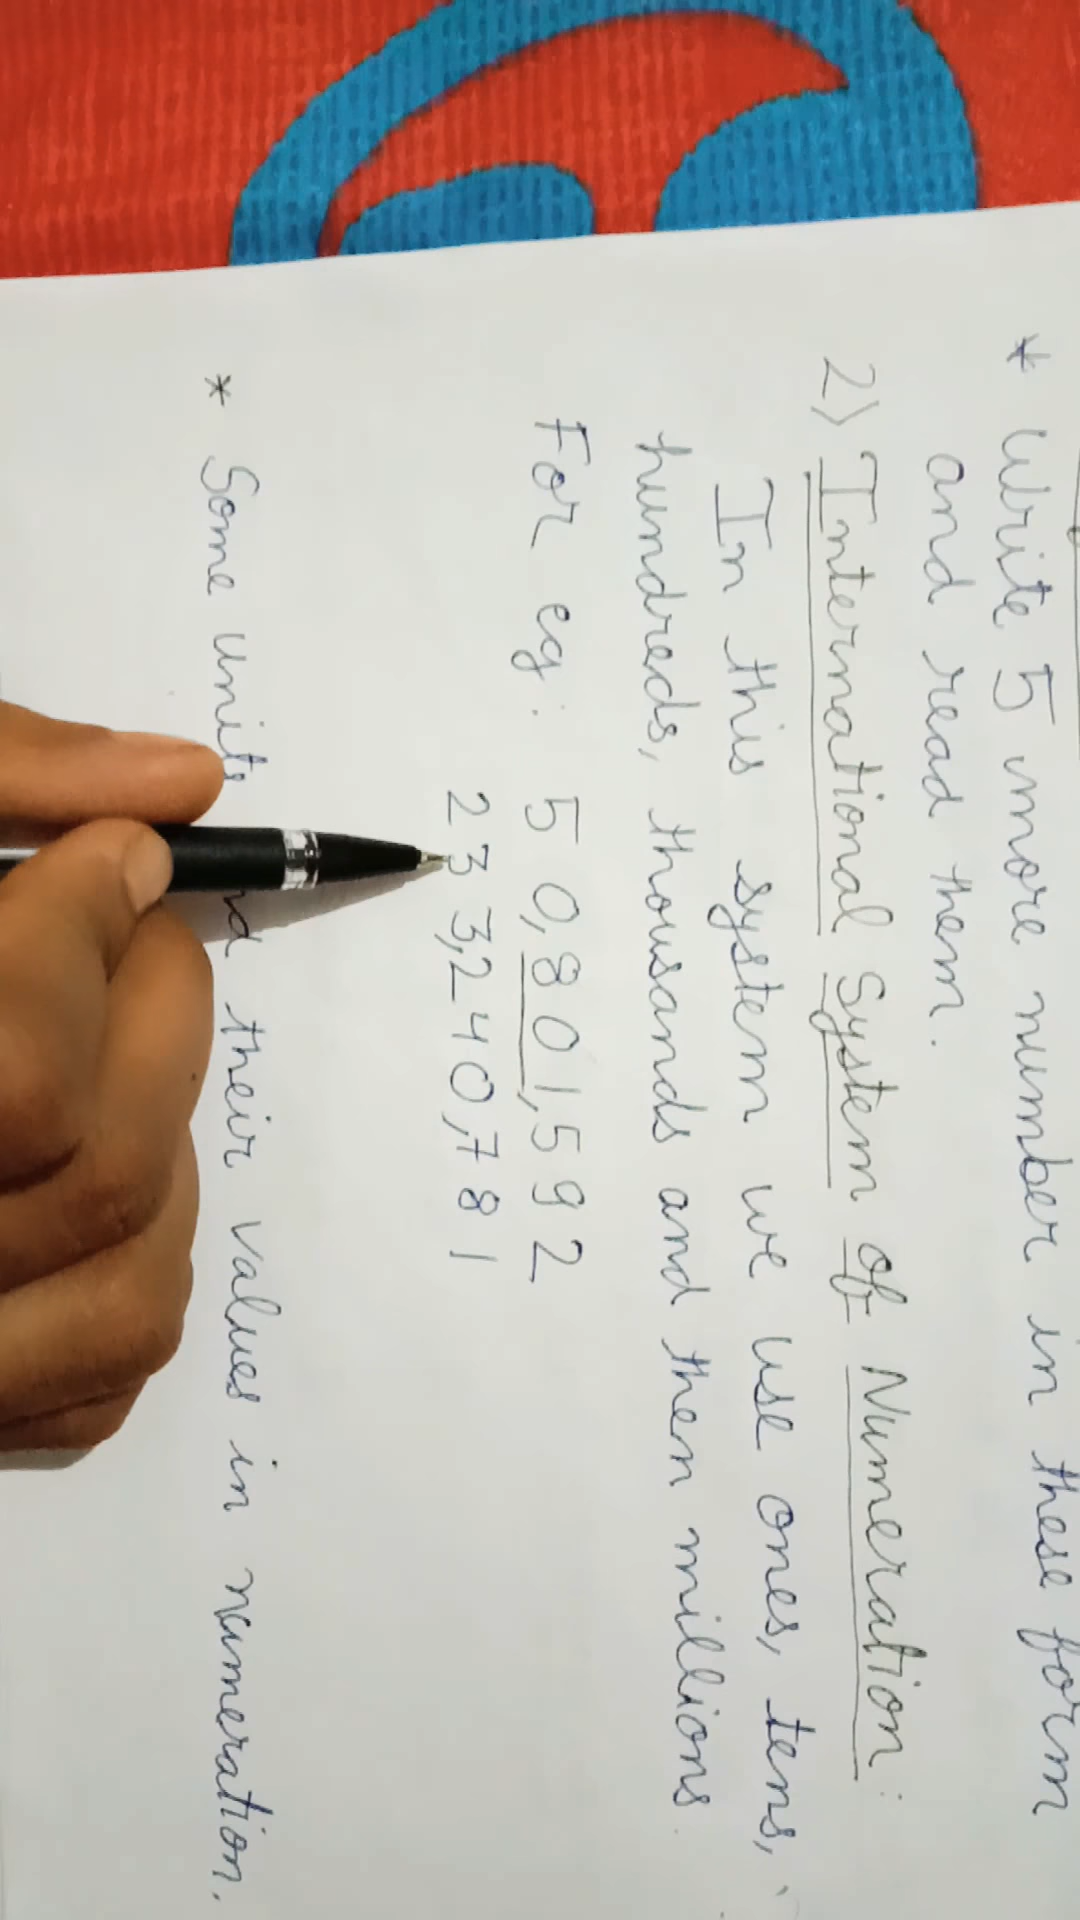 * Write 5 more number in these form
and read them.
2) International System of Numeration :
In this system we use ones, tens,
hundreds, thousands and then millions.
For eg : 50,801,592
233,240,781
* Some units their values in numeration.